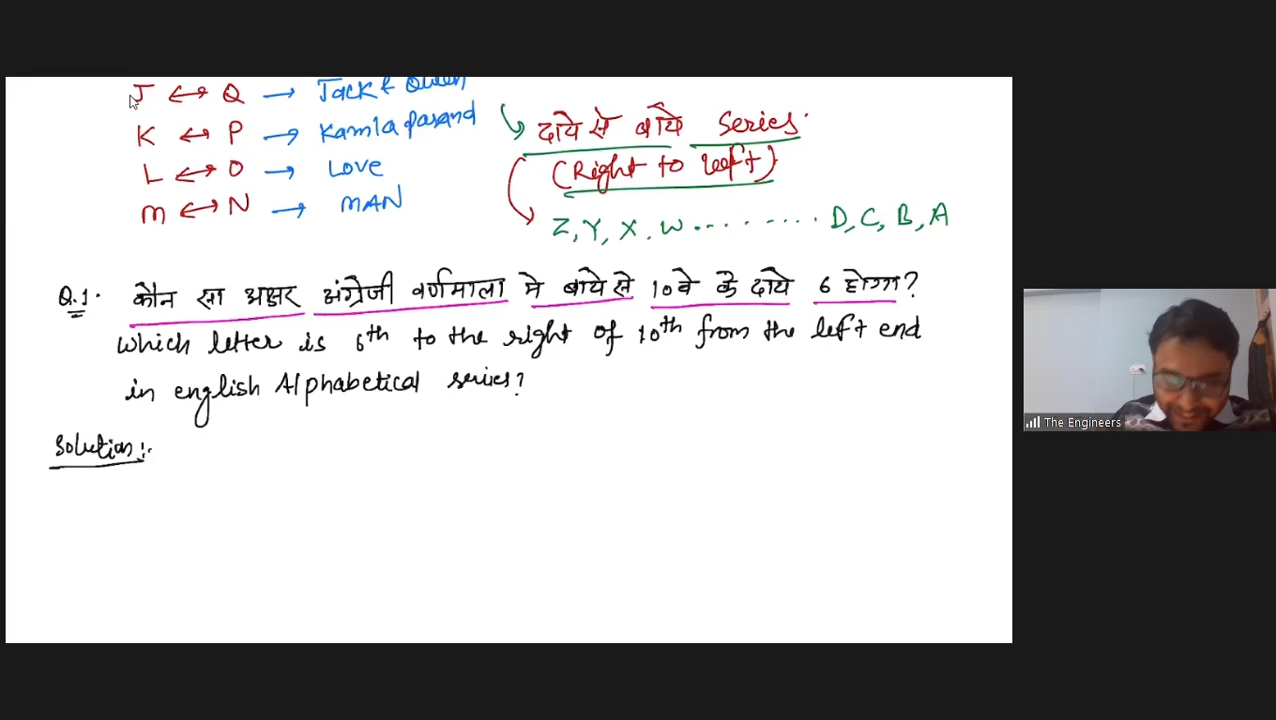 J ↔ Q → Jack & Queen
K ↔ P → Kamla pasand
L ↔ O → Love
M ↔ N → MAN
दाये से बाँये Series.
(Right to left)
Z, Y, X, W.......... D, C, B, A
Q.1. कौन सा अक्षर अंग्रेजी वर्णमाला मे बाये से 10वे के दाँये 6 होगा?
which letter is 6th to the right of 10th from the left end
in english Alphabetical series?
Solution:-
The Engineers